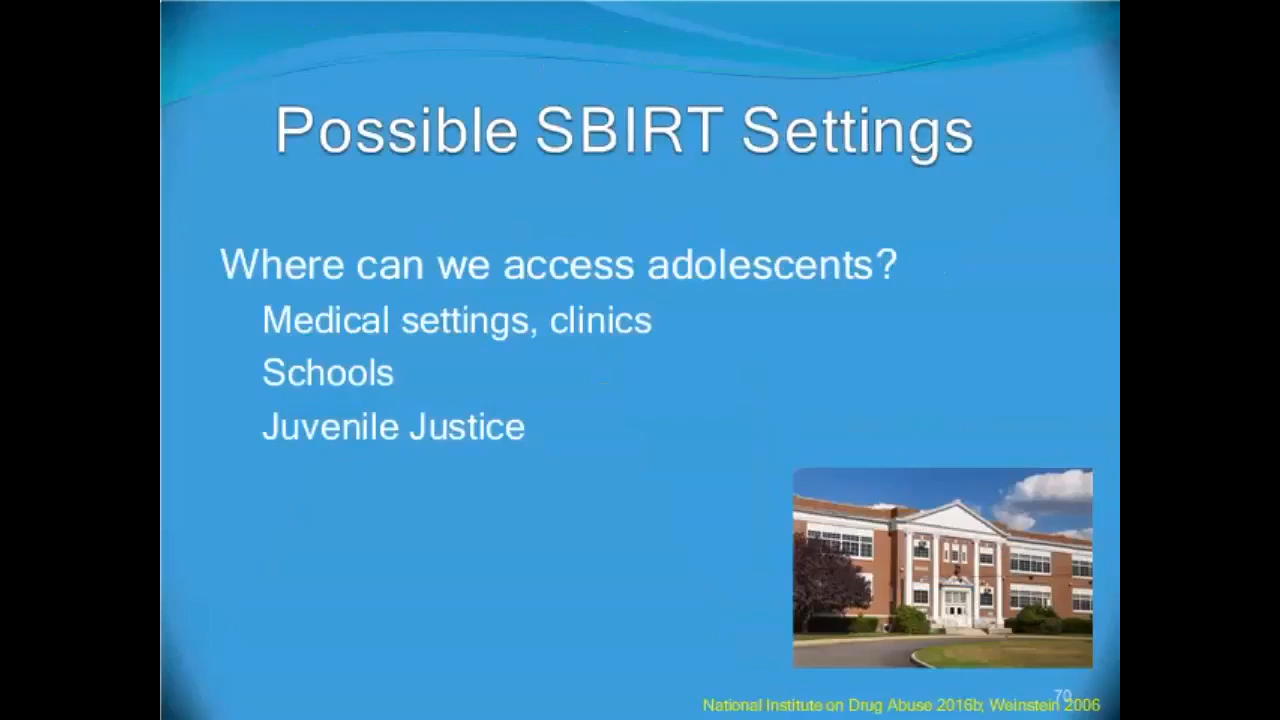 Possible SBIRT Settings
Where can we access adolescents?
Medical settings, clinics
Schools
Juvenile Justice
70
National Institute on Drug Abuse 2016b; Weinstein 2006